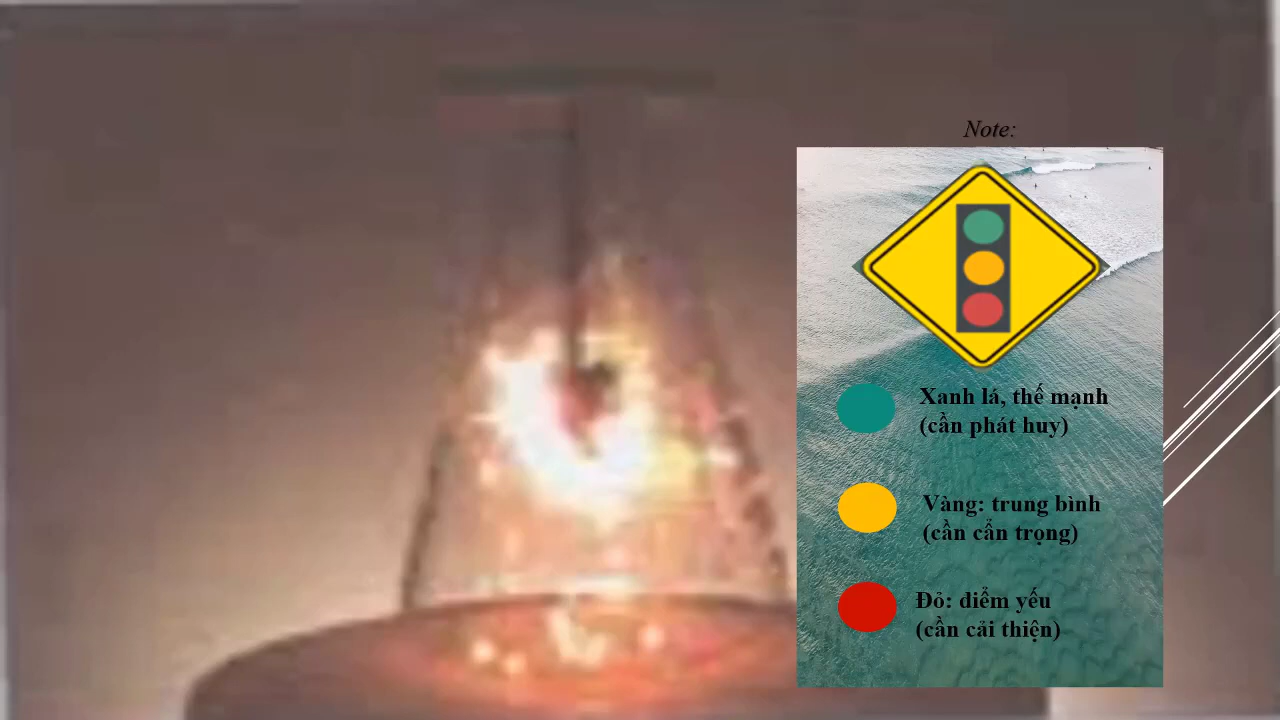 Note:
Xanh lá, thế mạnh
(cần phát huy)
Vàng: trung bình
(cần cẩn trọng)
Đỏ: điểm yếu
(cần cải thiện)